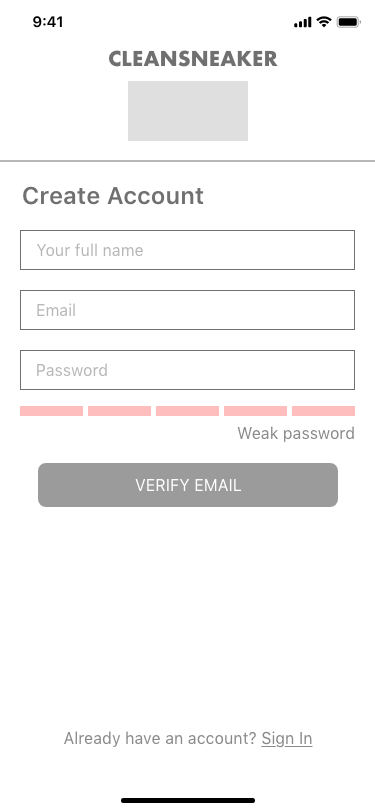 9:41
CLEANSNEAKER
Create Account
Your full name
Email
Password
Weak password
VERIFY EMAIL
Already have an account? Sign In